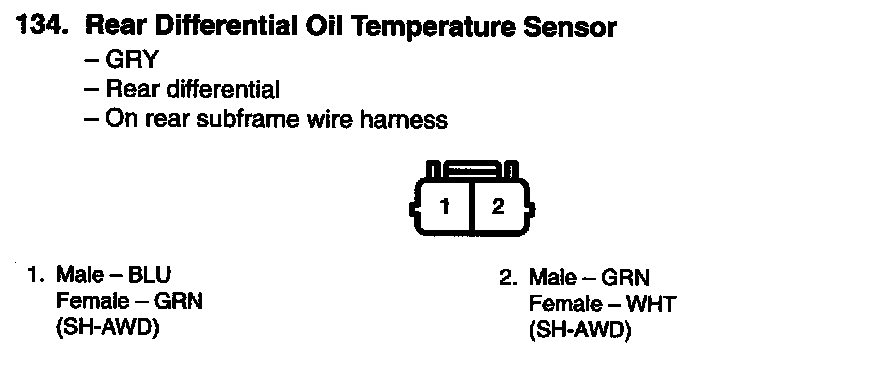 134. Rear Differential Oil Temperature Sensor
– GRY
– Rear differential
– On rear subframe wire harness
1 2
1. Male – BLU
Female – GRN
(SH-AWD)
2. Male – GRN
Female – WHT
(SH-AWD)